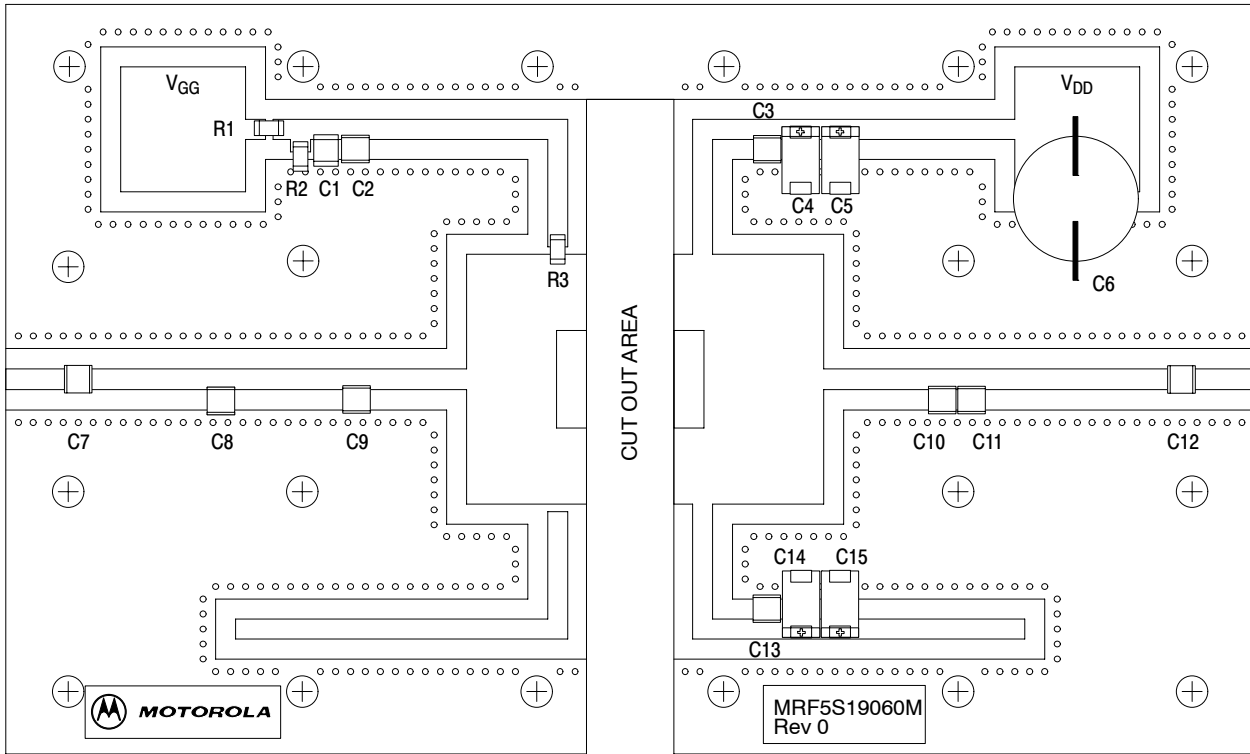 VGG
VDD
C3
R1
R2 C1 C2
C4 C5
R3
C6
CUT OUT AREA
C7
C8
C9
C10
C11
C12
C14
C15
C13
MOTOROLA
MRF5S19060M
Rev 0